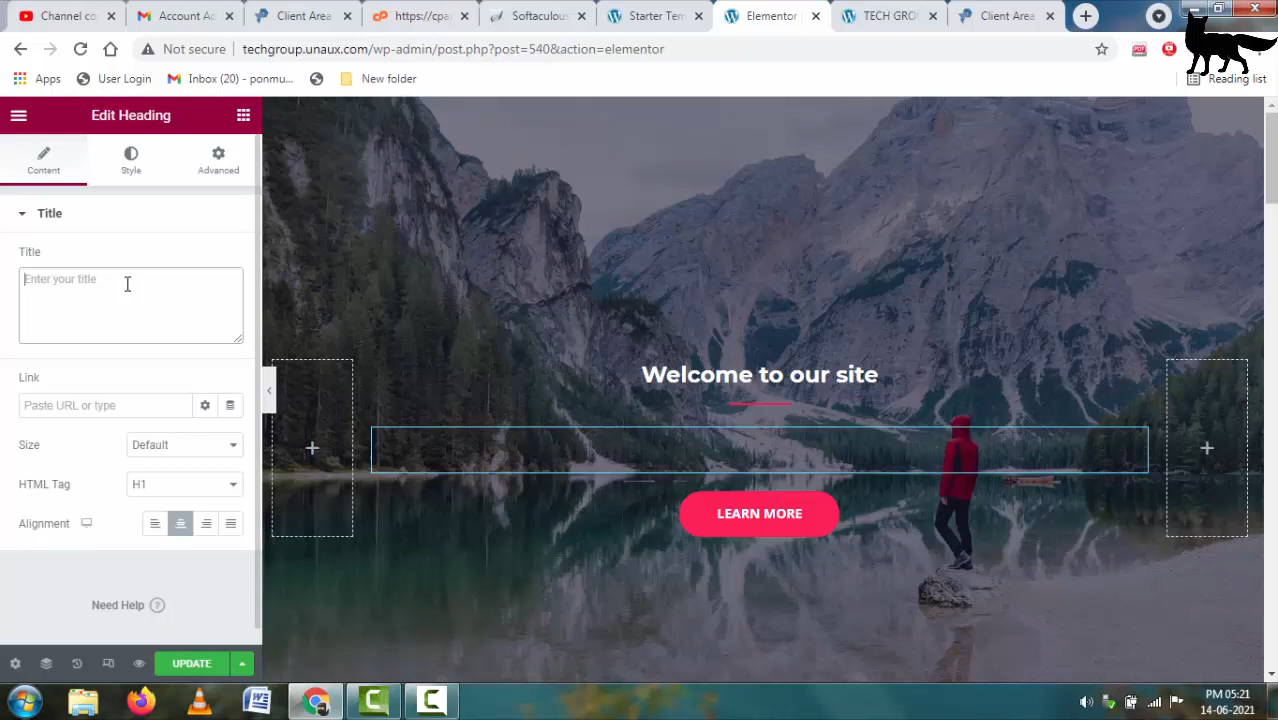 Channel co
Account Ac
Client Area
https://cpa
Softaculou
Starter Tem
Elementor
TECH GROU
Client Area
Not secure
techgroup.unaux.com/wp-admin/post.php?post=540&action=elementor
PDF
Apps
User Login
Inbox (20) - ponmu...
New folder
Reading list
Edit Heading
Content
Style
Advanced
Title
Title
Enter your title
Link
Paste URL or type
Size
Default
HTML Tag
H1
Alignment
Need Help ?
UPDATE
Welcome to our site
LEARN MORE
PM 05:21
14-06-2021